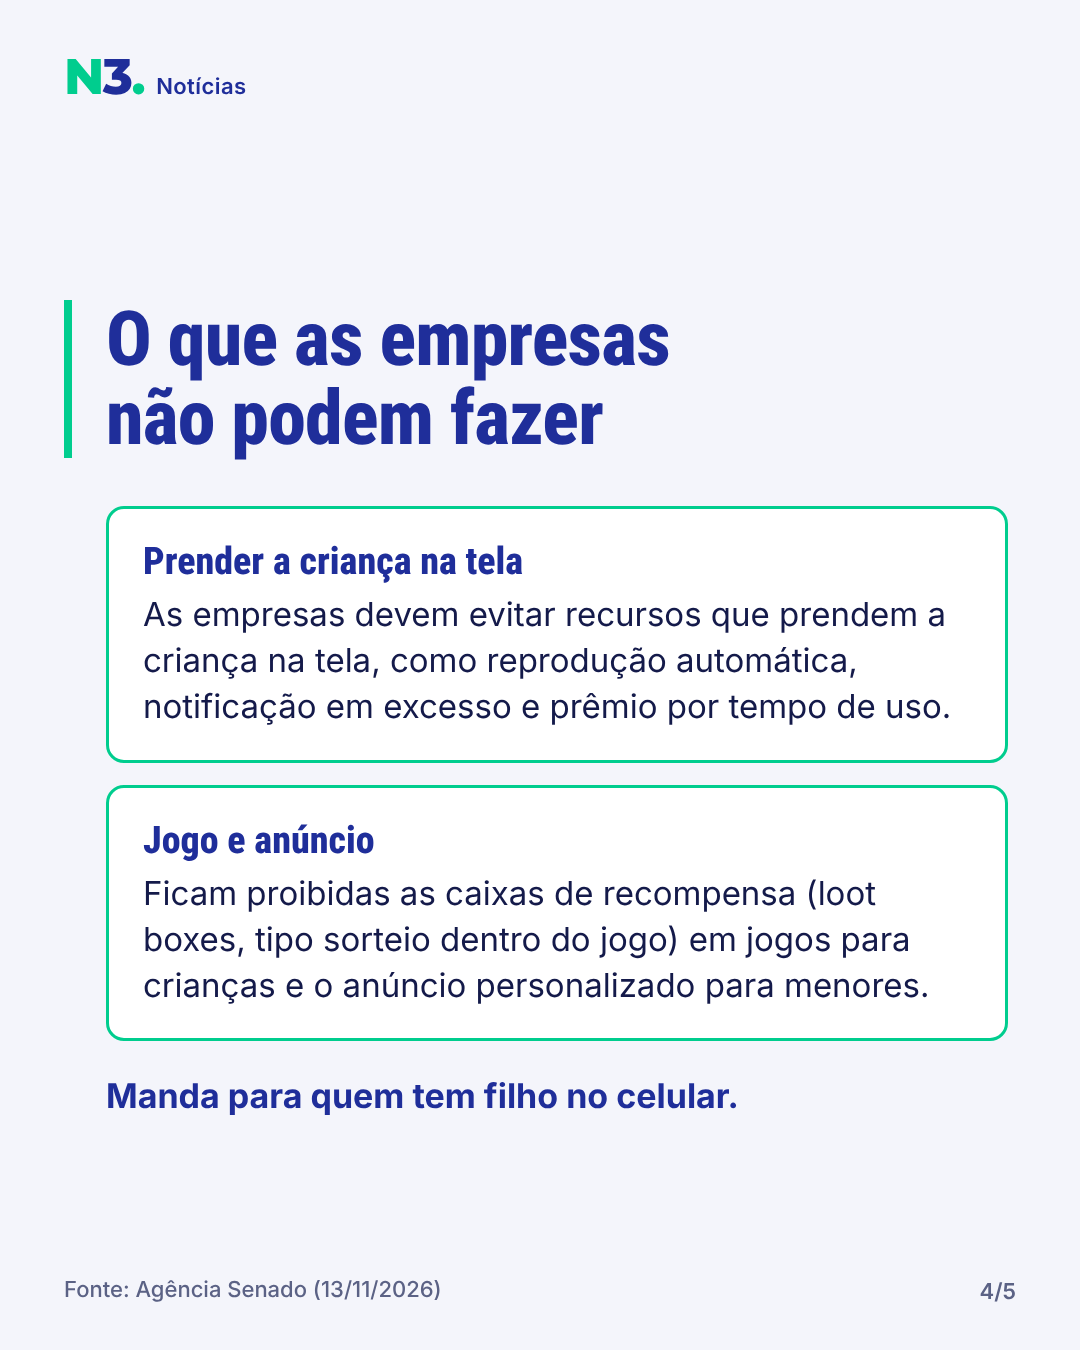 N3. Notícias
O que as empresas
não podem fazer
Prender a criança na tela
As empresas devem evitar recursos que prendem a
criança na tela, como reprodução automática,
notificação em excesso e prêmio por tempo de uso.
Jogo e anúncio
Ficam proibidas as caixas de recompensa (loot
boxes, tipo sorteio dentro do jogo) em jogos para
crianças e o anúncio personalizado para menores.
Manda para quem tem filho no celular.
Fonte: Agência Senado (13/11/2026)
4/5